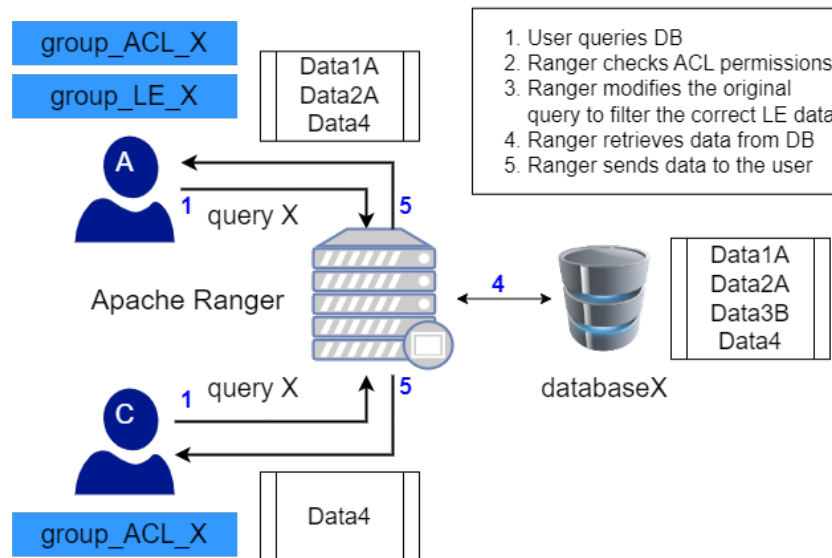 group_ACL_X
group_LE_X
Data1A
Data2A
Data4
1. User queries DB
2. Ranger checks ACL permissions
3. Ranger modifies the original
query to filter the correct LE data
4. Ranger retrieves data from DB
5. Ranger sends data to the user
A
1
query X
5
Apache Ranger
4
Data1A
Data2A
Data3B
Data4
databaseX
C
1
query X
5
group_ACL_X
Data4